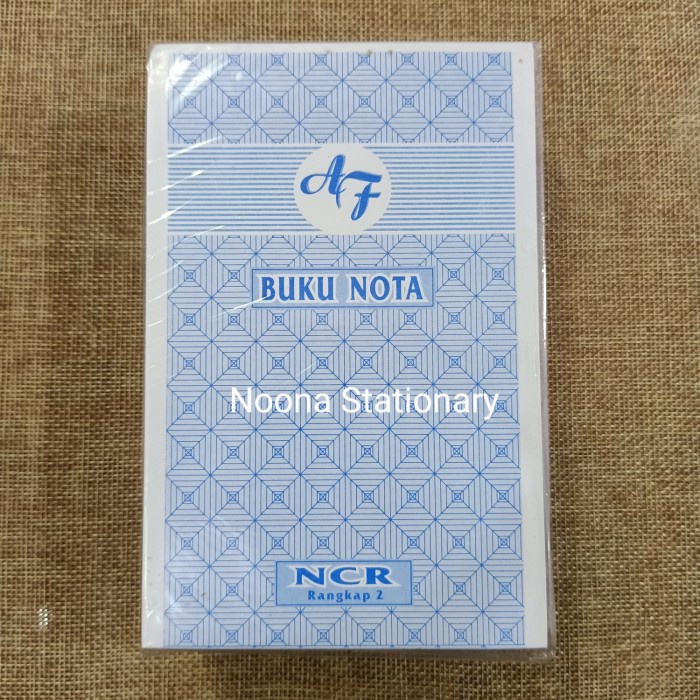 AF
BUKU NOTA
Noona Stationary
NCR
Rangkap 2